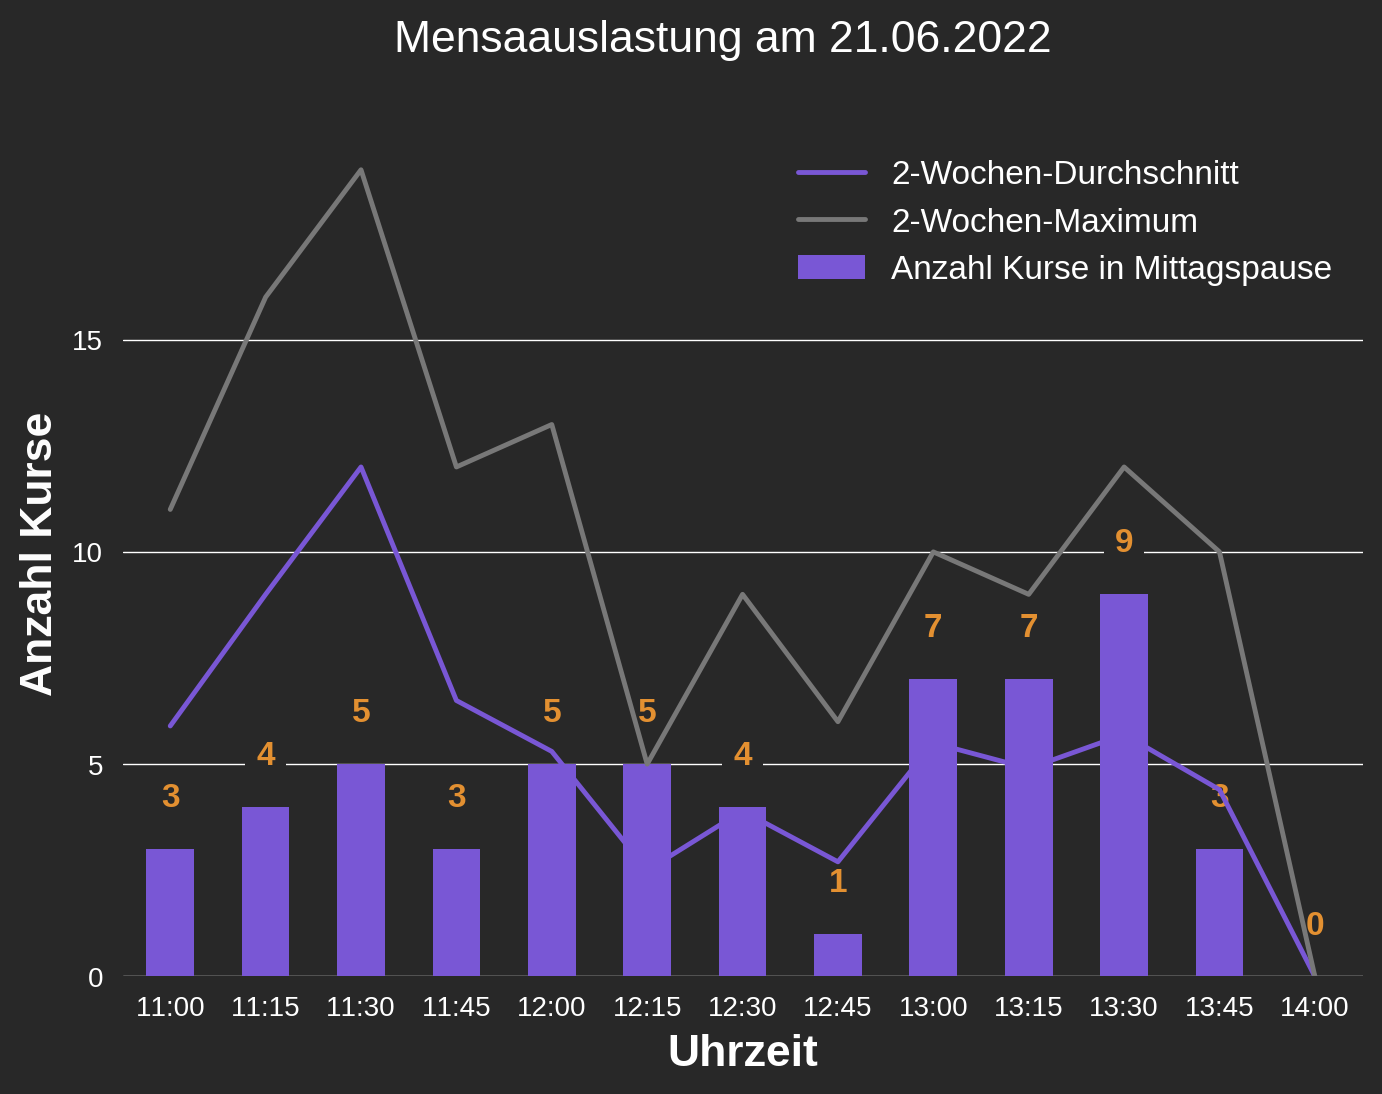 Mensaauslastung am 21.06.2022
2-Wochen-Durchschnitt
2-Wochen-Maximum
Anzahl Kurse in Mittagspause
Anzahl Kurse
15
10
5
0
3
4
5
3
5
5
4
1
7
7
9
3
0
11:00 11:15 11:30 11:45 12:00 12:15 12:30 12:45 13:00 13:15 13:30 13:45 14:00
Uhrzeit